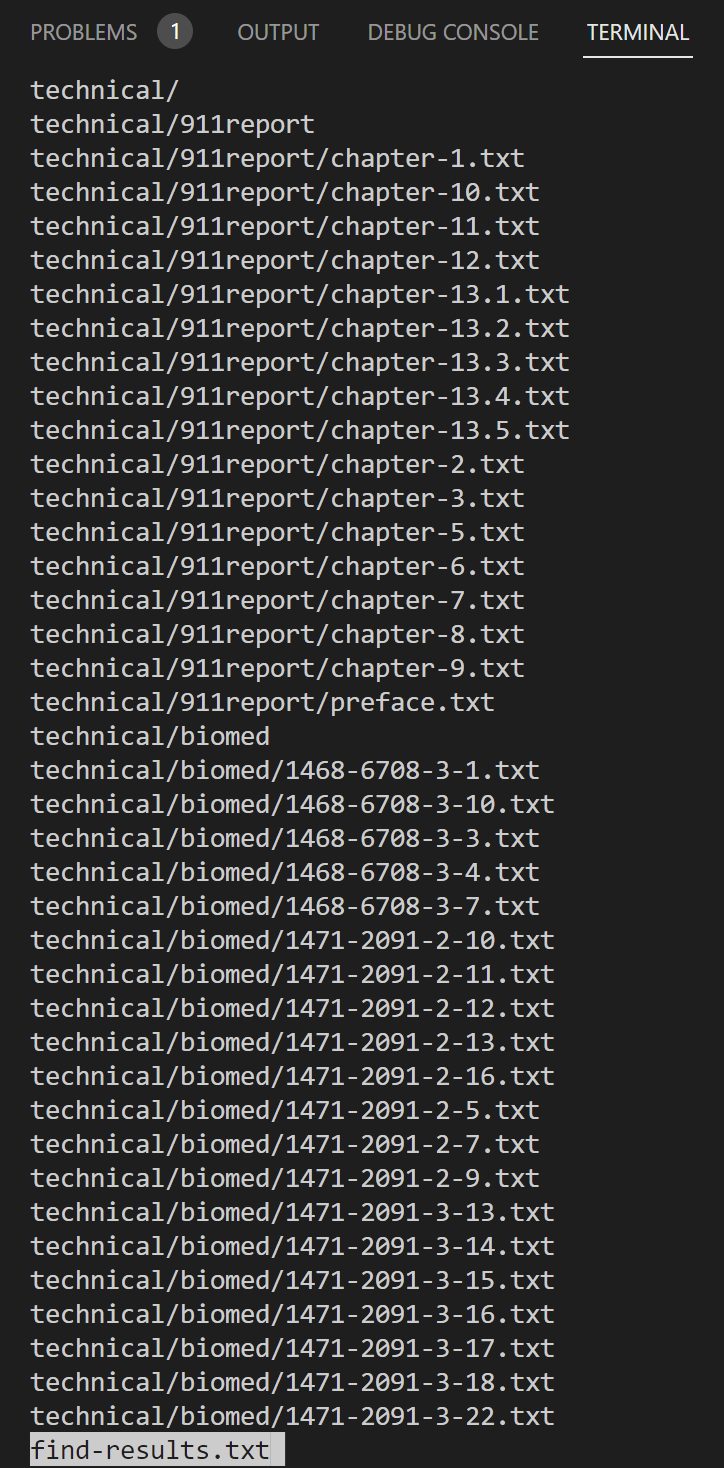 PROBLEMS 1 OUTPUT DEBUG CONSOLE TERMINAL
technical/
technical/911report
technical/911report/chapter-1.txt
technical/911report/chapter-10.txt
technical/911report/chapter-11.txt
technical/911report/chapter-12.txt
technical/911report/chapter-13.1.txt
technical/911report/chapter-13.2.txt
technical/911report/chapter-13.3.txt
technical/911report/chapter-13.4.txt
technical/911report/chapter-13.5.txt
technical/911report/chapter-2.txt
technical/911report/chapter-3.txt
technical/911report/chapter-5.txt
technical/911report/chapter-6.txt
technical/911report/chapter-7.txt
technical/911report/chapter-8.txt
technical/911report/chapter-9.txt
technical/911report/preface.txt
technical/biomed
technical/biomed/1468-6708-3-1.txt
technical/biomed/1468-6708-3-10.txt
technical/biomed/1468-6708-3-3.txt
technical/biomed/1468-6708-3-4.txt
technical/biomed/1468-6708-3-7.txt
technical/biomed/1471-2091-2-10.txt
technical/biomed/1471-2091-2-11.txt
technical/biomed/1471-2091-2-12.txt
technical/biomed/1471-2091-2-13.txt
technical/biomed/1471-2091-2-16.txt
technical/biomed/1471-2091-2-5.txt
technical/biomed/1471-2091-2-7.txt
technical/biomed/1471-2091-2-9.txt
technical/biomed/1471-2091-3-13.txt
technical/biomed/1471-2091-3-14.txt
technical/biomed/1471-2091-3-15.txt
technical/biomed/1471-2091-3-16.txt
technical/biomed/1471-2091-3-17.txt
technical/biomed/1471-2091-3-18.txt
technical/biomed/1471-2091-3-22.txt
find-results.txt